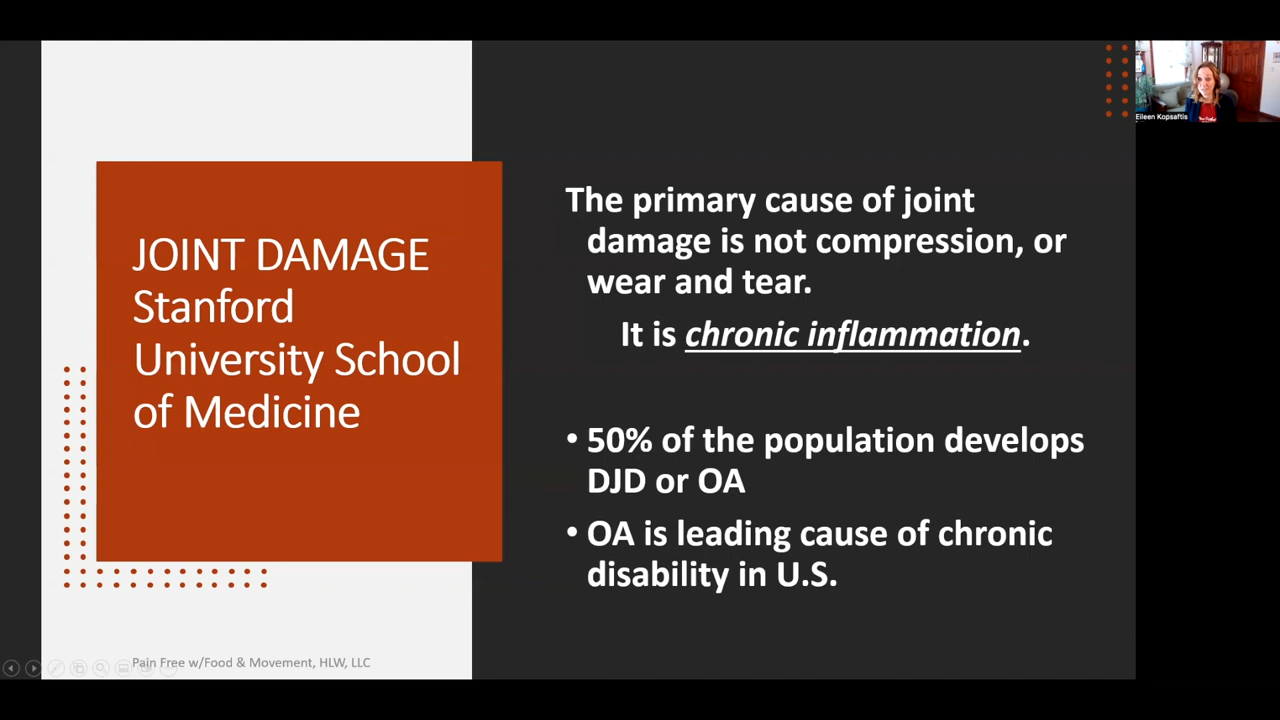 Eileen Kopsaftis
JOINT DAMAGE
Stanford
University School
of Medicine
The primary cause of joint
damage is not compression, or
wear and tear.
It is chronic inflammation.
• 50% of the population develops
DJD or OA
• OA is leading cause of chronic
disability in U.S.
Pain Free w/Food & Movement, HLW, LLC